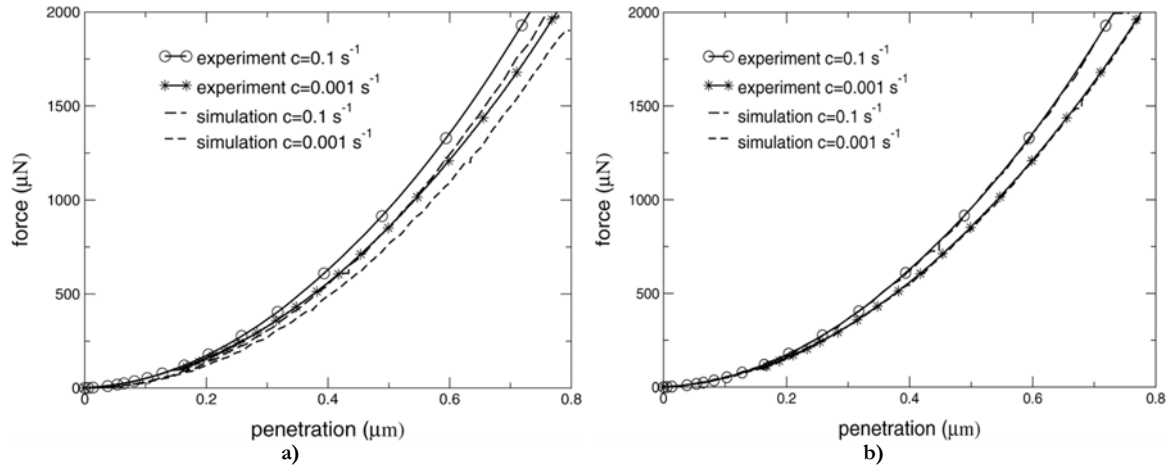 2000
1500
1000
500
0
force (μN)
experiment c=0.1 s⁻¹
experiment c=0.001 s⁻¹
simulation c=0.1 s⁻¹
simulation c=0.001 s⁻¹
0 0.2 0.4 0.6 0.8
penetration (μm)
a)
2000
1500
1000
500
0
force (μN)
experiment c=0.1 s⁻¹
experiment c=0.001 s⁻¹
simulation c=0.1 s⁻¹
simulation c=0.001 s⁻¹
0 0.2 0.4 0.6 0.8
penetration (μm)
b)